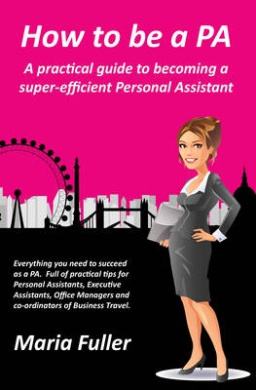 How to be a PA
A practical guide to becoming a
super-efficient Personal Assistant
Everything you need to succeed
as a PA. Full of practical tips for
Personal Assistants, Executive
Assistants, Office Managers and
co-ordinators of Business Travel.
Maria Fuller